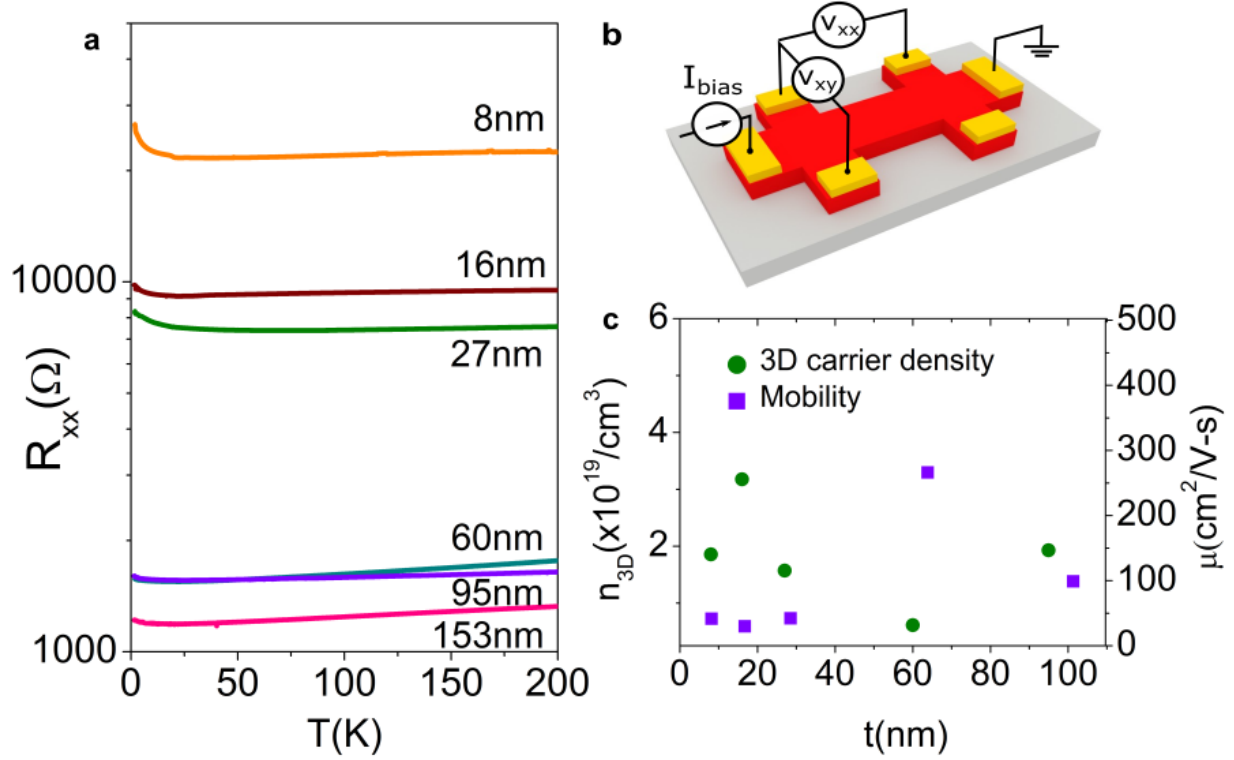 a
R_xx(Ω)
10000
1000
8nm
16nm
27nm
60nm
95nm
153nm
0 50 100 150 200
T(K)
b
V_xx
V_xy
I_bias
c
3D carrier density
Mobility
n_3D(x10^19/cm^3)
6
4
2
μ(cm^2/V-s)
500
400
300
200
100
0
0 20 40 60 80 100
t(nm)